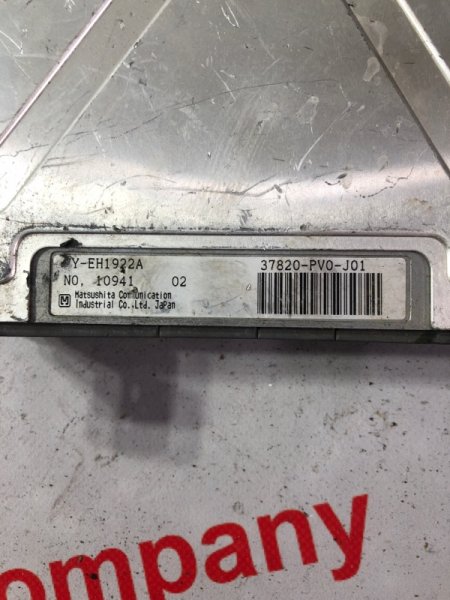 Y-EH1922A
37820-PV0-J01
NO. 10941 02
M Matsushita Communication
Industrial Co.,Ltd. Japan
ompany